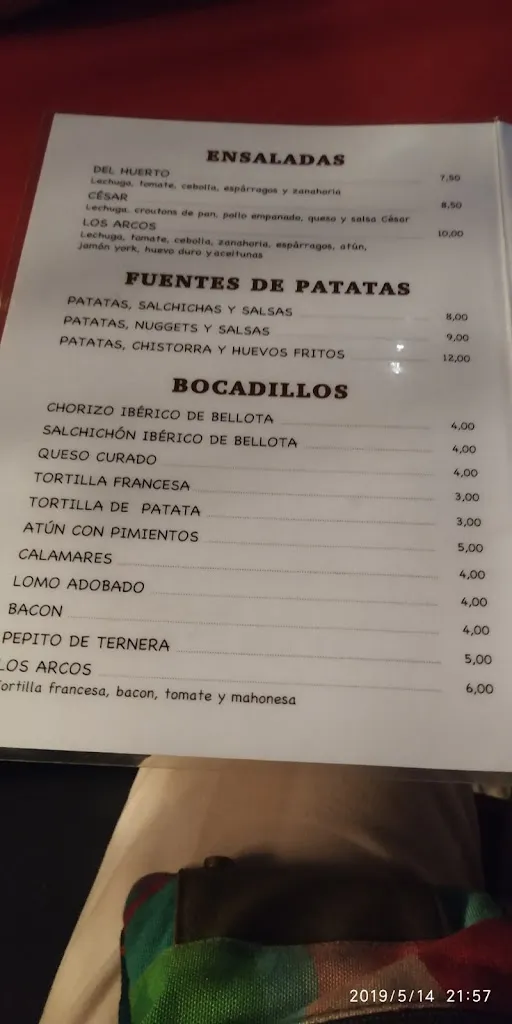 ENSALADAS
DEL HUERTO 7,50
Lechuga, tomate, cebolla, espárragos y zanahoria
CÉSAR 8,50
Lechuga, croutons de pan, pollo empanado, queso y salsa César
LOS ARCOS 10,00
Lechuga, tomate, cebolla, zanahoria, espárragos, atún,
jamón york, huevo duro y aceitunas
FUENTES DE PATATAS
PATATAS, SALCHICHAS Y SALSAS 8,00
PATATAS, NUGGETS Y SALSAS 9,00
PATATAS, CHISTORRA Y HUEVOS FRITOS 12,00
BOCADILLOS
CHORIZO IBÉRICO DE BELLOTA 4,00
SALCHICHÓN IBÉRICO DE BELLOTA 4,00
QUESO CURADO 4,00
TORTILLA FRANCESA 3,00
TORTILLA DE PATATA 3,00
ATÚN CON PIMIENTOS 5,00
CALAMARES 4,00
LOMO ADOBADO 4,00
BACON 4,00
PEPITO DE TERNERA 5,00
LOS ARCOS 6,00
Tortilla francesa, bacon, tomate y mahonesa
2019/5/14 21:57